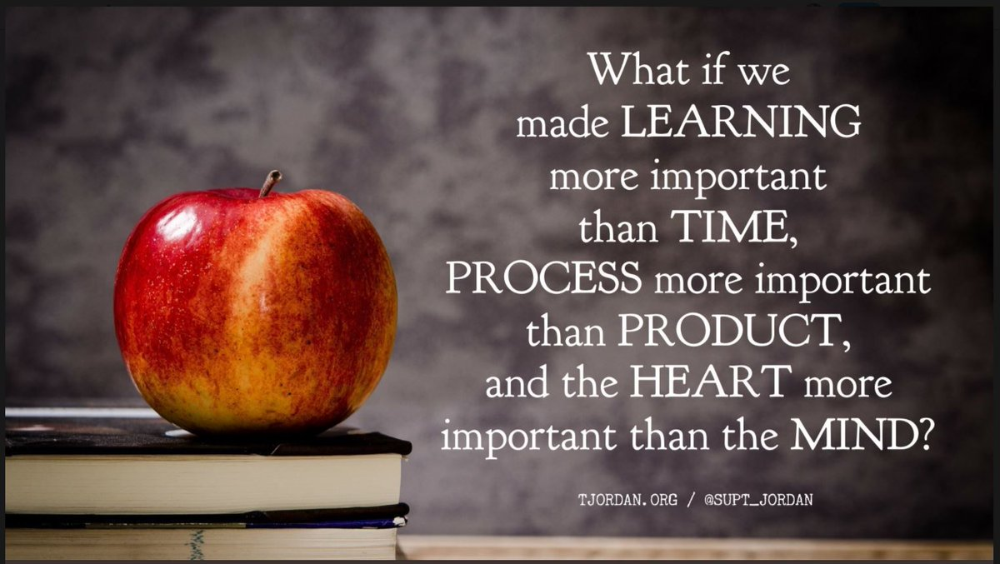 What if we
made LEARNING
more important
than TIME,
PROCESS more important
than PRODUCT,
and the HEART more
important than the MIND?
TJORDAN.ORG / @SUPT_JORDAN